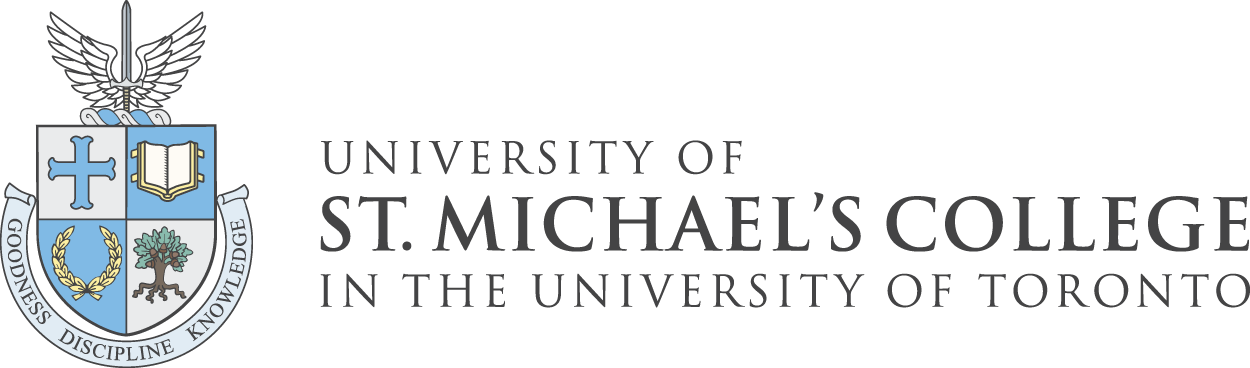 GOODNESS DISCIPLINE KNOWLEDGE
UNIVERSITY OF
ST. MICHAEL’S COLLEGE
IN THE UNIVERSITY OF TORONTO